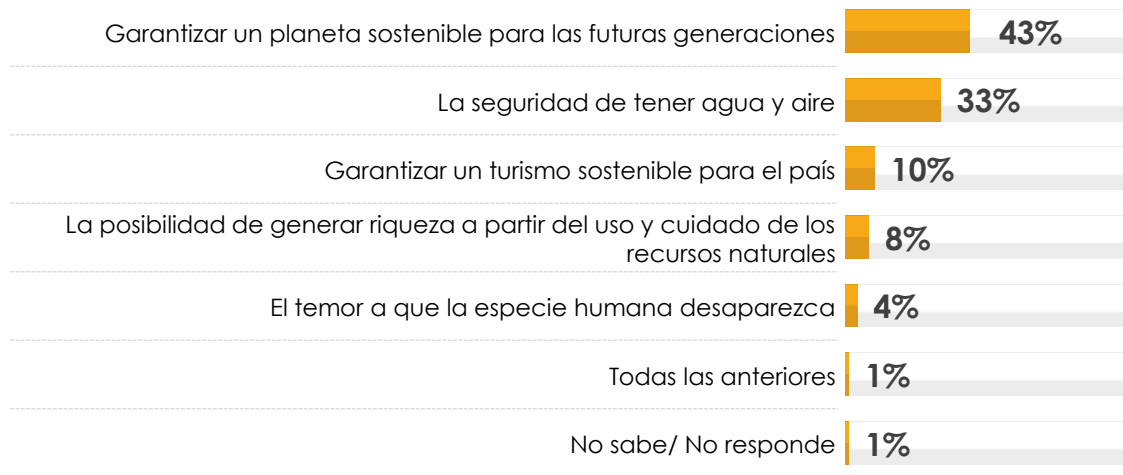 Garantizar un planeta sostenible para las futuras generaciones 43%
La seguridad de tener agua y aire 33%
Garantizar un turismo sostenible para el país 10%
La posibilidad de generar riqueza a partir del uso y cuidado de los
recursos naturales 8%
El temor a que la especie humana desaparezca 4%
Todas las anteriores 1%
No sabe/ No responde 1%